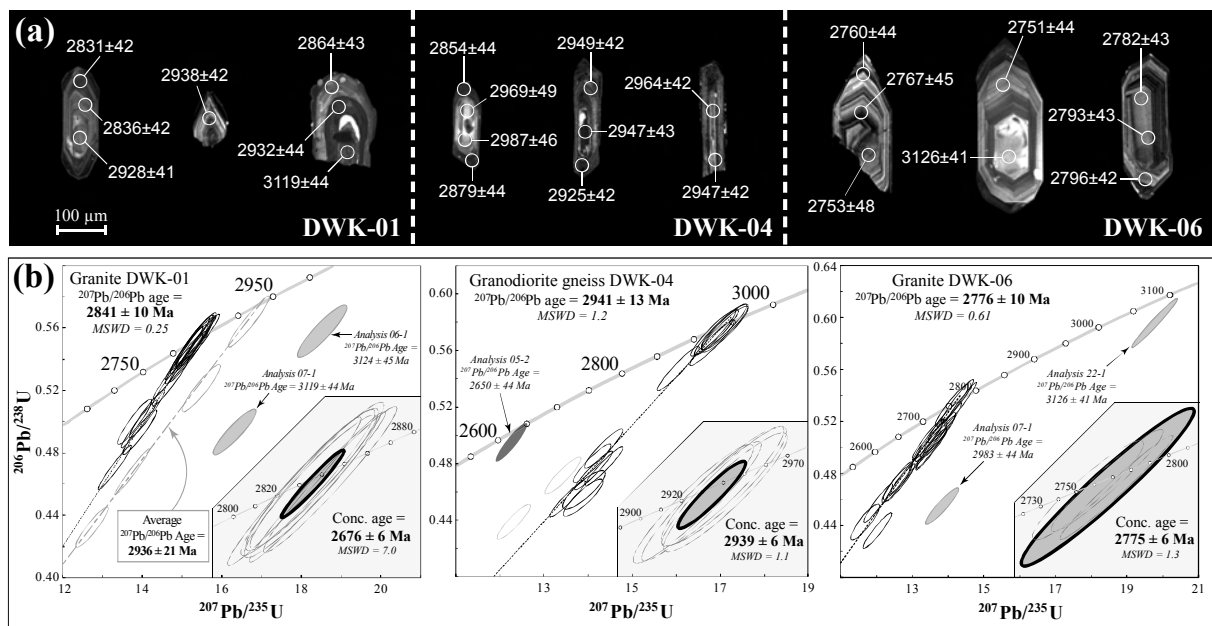 (a)
2831±42
2836±42
2928±41
2938±42
2864±43
2932±44
3119±44
100 µm
DWK-01
2854±44
2969±49
2987±46
2879±44
2949±42
2947±43
2925±42
2964±42
2947±42
DWK-04
2760±44
2767±45
2753±48
2751±44
3126±41
2782±43
2793±43
2796±42
DWK-06
(b)
206Pb/238U
Granite DWK-01
207Pb/206Pb age =
2841 ± 10 Ma
MSWD = 0.25
2950
2750
Analysis 06-1
207Pb/206Pb Age =
3124 ± 45 Ma
Analysis 07-1
207Pb/206Pb Age = 3119 ± 44 Ma
Average
207Pb/206Pb Age =
2936 ± 21 Ma
2800
2820
2880
Conc. age =
2676 ± 6 Ma
MSWD = 7.0
0.56
0.52
0.48
0.44
0.40
12 14 16 18 20
207Pb/235U
Granodiorite gneiss DWK-04
207Pb/206Pb age = 2941 ± 13 Ma
MSWD = 1.2
3000
2800
2600
Analysis 05-2
207Pb/206Pb Age =
2650 ± 44 Ma
2900
2920
2970
Conc. age =
2939 ± 6 Ma
MSWD = 1.1
0.60
0.56
0.52
0.48
0.44
13 15 17 19
207Pb/235U
Granite DWK-06
207Pb/206Pb age = 2776 ± 10 Ma
MSWD = 0.61
3100
3000
2900
2800
2700
2600
Analysis 22-1
207Pb/206Pb Age =
3126 ± 41 Ma
Analysis 07-1
207Pb/206Pb Age =
2983 ± 44 Ma
2730
2750
2800
Conc. age =
2775 ± 6 Ma
MSWD = 1.3
0.64
0.60
0.56
0.52
0.48
0.44
11 13 15 17 19 21
207Pb/235U